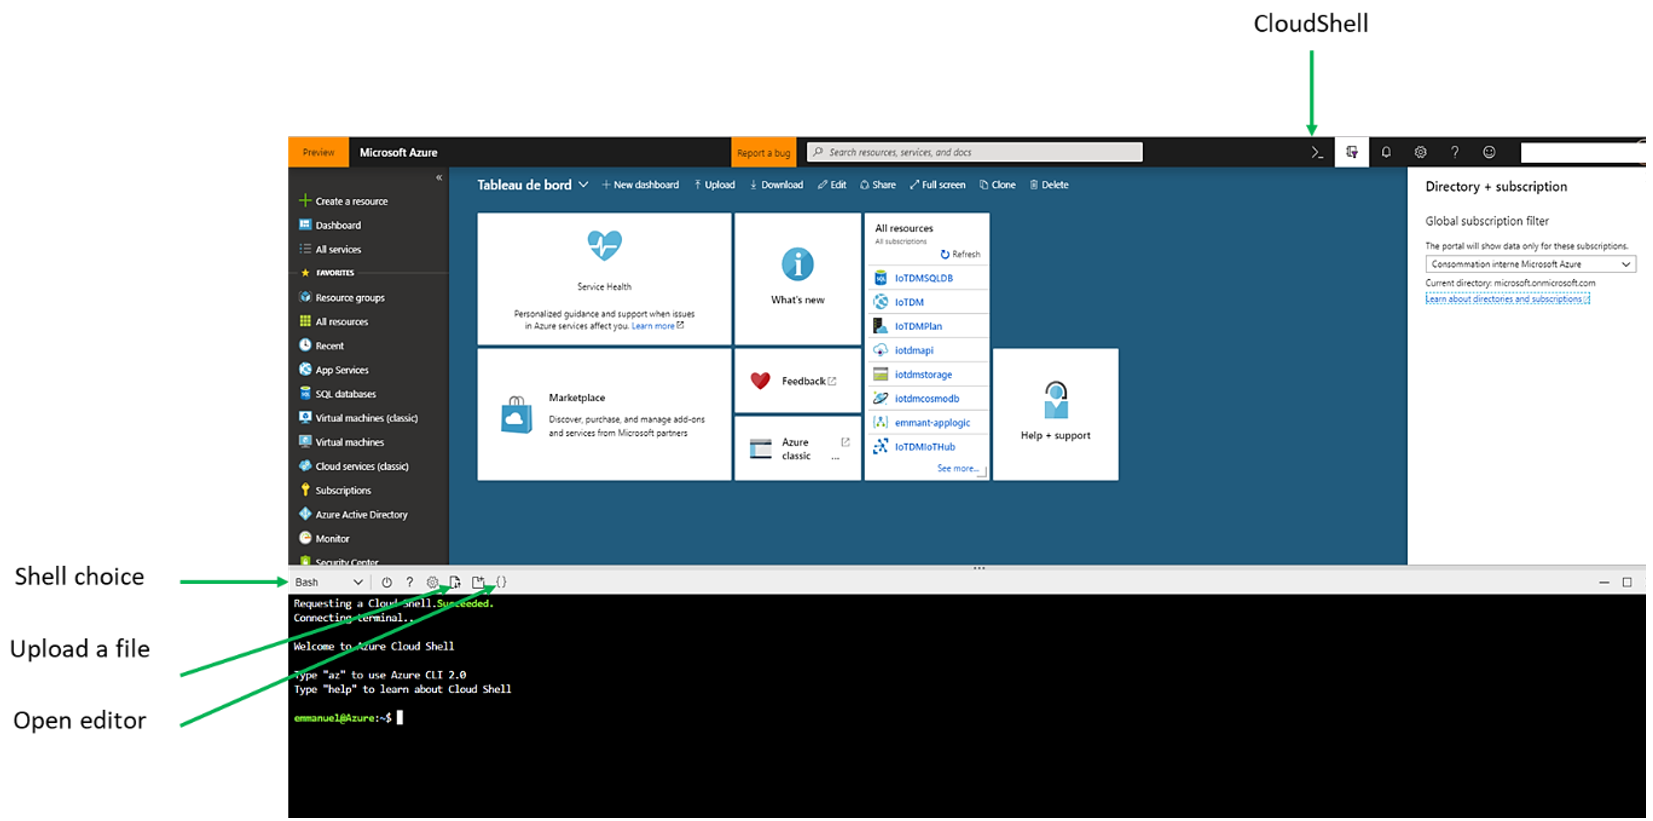 CloudShell
Preview
Microsoft Azure
Report a bug
Search resources, services, and docs
>_
?
«
Create a resource
Dashboard
All services
FAVORITES
Resource groups
All resources
Recent
App Services
SQL databases
Virtual machines (classic)
Virtual machines
Cloud services (classic)
Subscriptions
Azure Active Directory
Monitor
Security Center
Tableau de bord
New dashboard
Upload
Download
Edit
Share
Full screen
Clone
Delete
Service Health
Personalized guidance and support when issues
in Azure services affect you. Learn more
What's new
Marketplace
Discover, purchase, and manage add-ons
and services from Microsoft partners
Feedback
Azure
classic ...
All resources
All subscriptions
Refresh
IoTDMSQLDB
IoTDM
IoTDMPlan
iotdmapi
iotdmstorage
iotdmcosmodb
emmant-applogic
IoTDMIoTHub
See more...
Help + support
Directory + subscription
Global subscription filter
The portal will show data only for these subscriptions.
Consommation interne Microsoft Azure
Current directory: microsoft.onmicrosoft.com
Learn about directories and subscriptions
Shell choice
Upload a file
Open editor
Bash
?
{}
Requesting a Cloud Shell.Succeeded.
Connecting terminal...
Welcome to Azure Cloud Shell
Type "az" to use Azure CLI 2.0
Type "help" to learn about Cloud Shell
emmanuel@Azure:~$